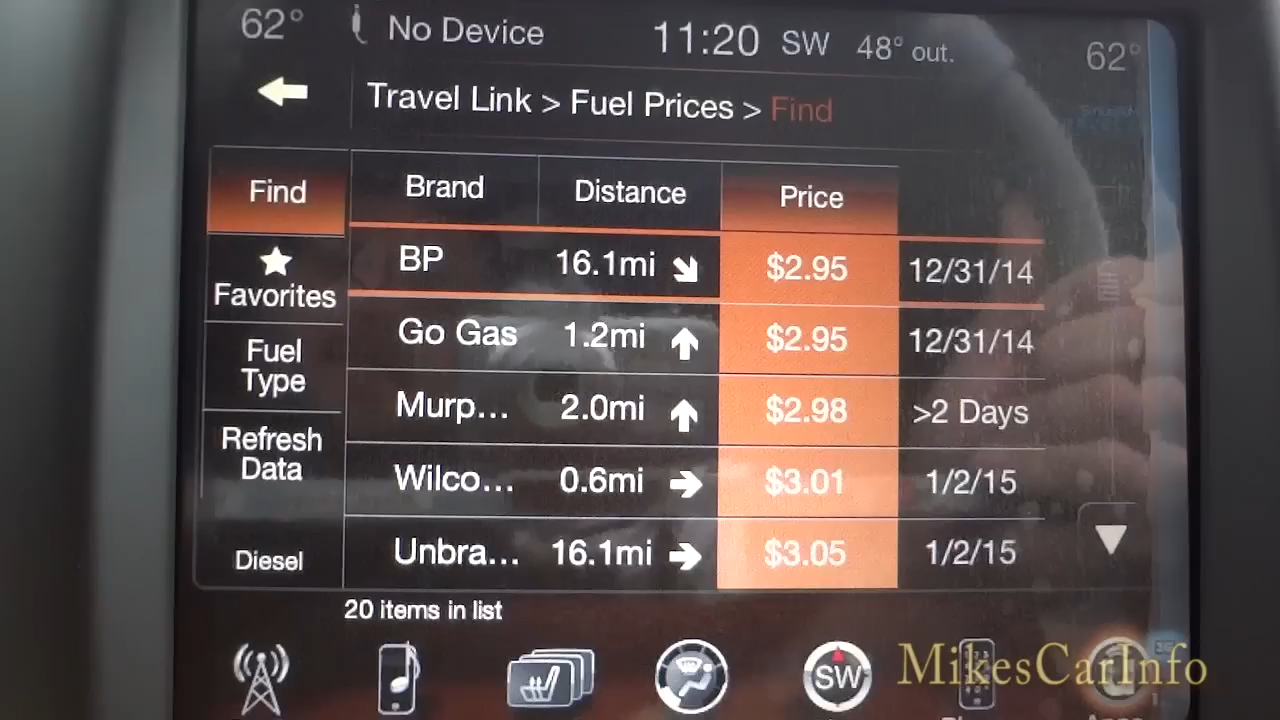 62° No Device 11:20 SW 48° out. 62°
Travel Link > Fuel Prices > Find
Find Brand Distance Price
BP 16.1mi $2.95 12/31/14
Favorites
Go Gas 1.2mi $2.95 12/31/14
Fuel
Type
Murp... 2.0mi $2.98 >2 Days
Refresh
Data
Wilco... 0.6mi $3.01 1/2/15
Diesel
Unbra... 16.1mi $3.05 1/2/15
20 items in list
SW
MikesCarInfo